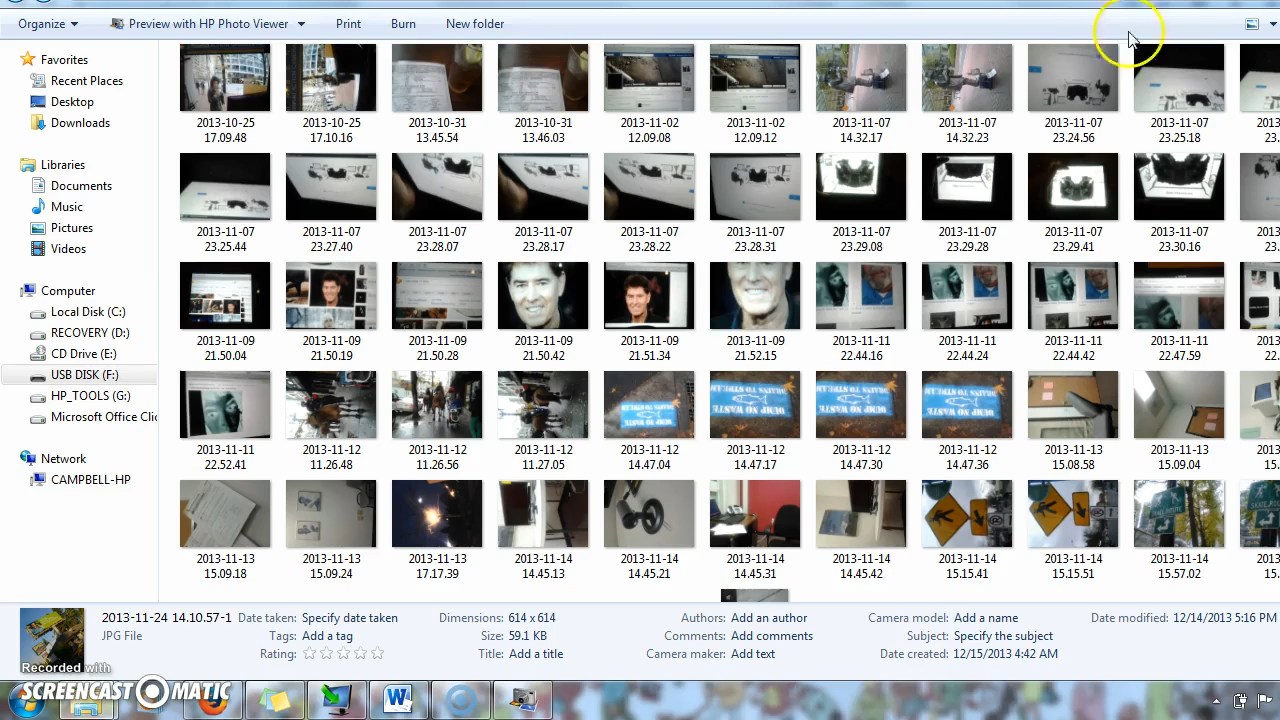 Organize Preview with HP Photo Viewer Print Burn New folder
Favorites
Recent Places
Desktop
Downloads
Libraries
Documents
Music
Pictures
Videos
Computer
Local Disk (C:)
RECOVERY (D:)
CD Drive (E:)
USB DISK (F:)
HP_TOOLS (G:
Microsoft Office Clic
Network
CAMPBELL-HP
2013-10-25 2013-10-25 2013-10-31 2013-10-31 2013-11-02 2013-11-02 2013-11-07 2013-11-07 2013-11-07 2013-11-07 2013
17.09.48 17.10.16 13.45.54 13.46.03 12.09.08 12.09.12 14.32.17 14.32.23 23.24.56 23.25.18 23.
2013-11-07 2013-11-07 2013-11-07 2013-11-07 2013-11-07 2013-11-07 2013-11-07 2013-11-07 2013-11-07 2013-11-07 2013
23.25.44 23.27.40 23.28.07 23.28.17 23.28.22 23.28.31 23.29.08 23.29.28 23.29.41 23.30.16 23.
2013-11-09 2013-11-09 2013-11-09 2013-11-09 2013-11-09 2013-11-09 2013-11-11 2013-11-11 2013-11-11 2013-11-11 2013
21.50.04 21.50.19 21.50.28 21.50.42 21.51.34 21.52.15 22.44.16 22.44.24 22.44.42 22.47.59 22.
DUMP NO WASTE
DRAINS TO STREAM
2013-11-11 2013-11-12 2013-11-12 2013-11-12 2013-11-12 2013-11-12 2013-11-12 2013-11-12 2013-11-13 2013-11-13 2013
22.52.41 11.26.48 11.26.56 11.27.05 14.47.04 14.47.17 14.47.30 14.47.36 15.08.58 15.09.04 15.
2013-11-13 2013-11-13 2013-11-13 2013-11-14 2013-11-14 2013-11-14 2013-11-14 2013-11-14 2013-11-14 2013-11-14 2013
15.09.18 15.09.24 17.17.39 14.45.13 14.45.21 14.45.31 14.45.42 15.15.41 15.15.51 15.57.02 15.
2013-11-24 14.10.57-1 Date taken: Specify date taken Dimensions: 614 x 614 Authors: Add an author Camera model: Add a name Date modified: 12/14/2013 5:16 PM
JPG File Tags: Add a tag Size: 59.1 KB Comments: Add comments Subject: Specify the subject
Rating: Title: Add a title Camera maker: Add text Date created: 12/15/2013 4:42 AM
Recorded with
SCREENCAST MATIC